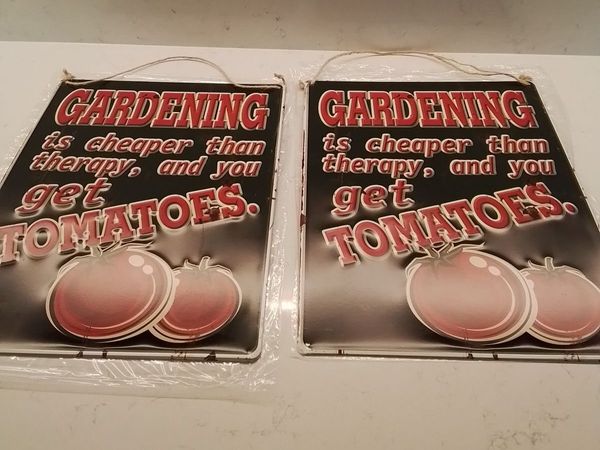 GARDENING
is cheaper than
therapy, and you
get
TOMATOES.
GARDENING
is cheaper than
therapy, and you
get
TOMATOES.